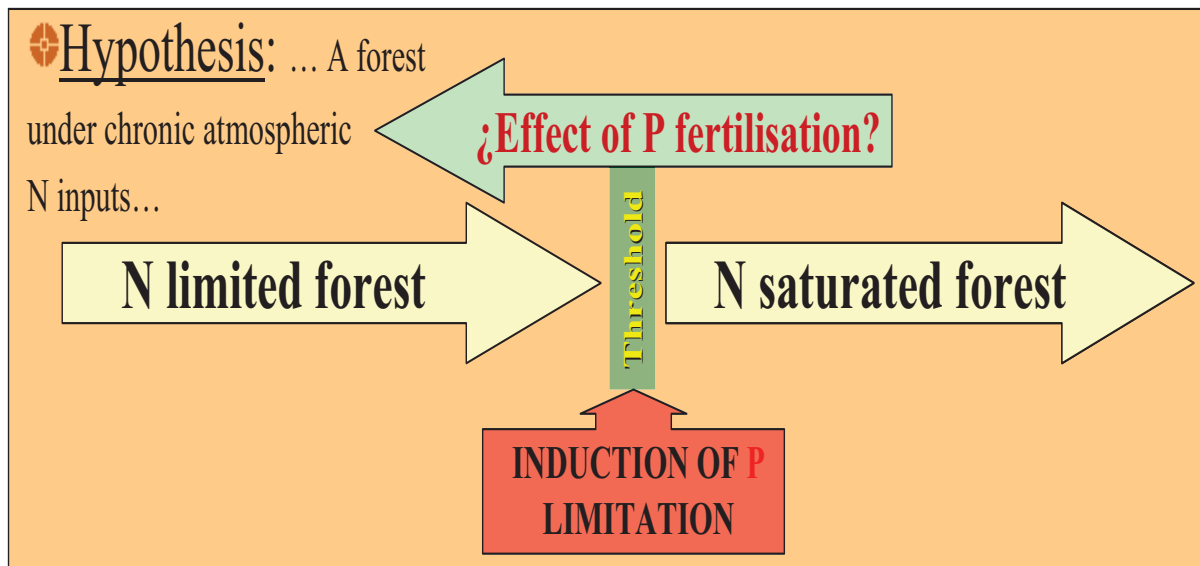 Hypothesis: … A forest
under chronic atmospheric
N inputs…
¿Effect of P fertilisation?
N limited forest
Threshold
N saturated forest
INDUCTION OF P
LIMITATION